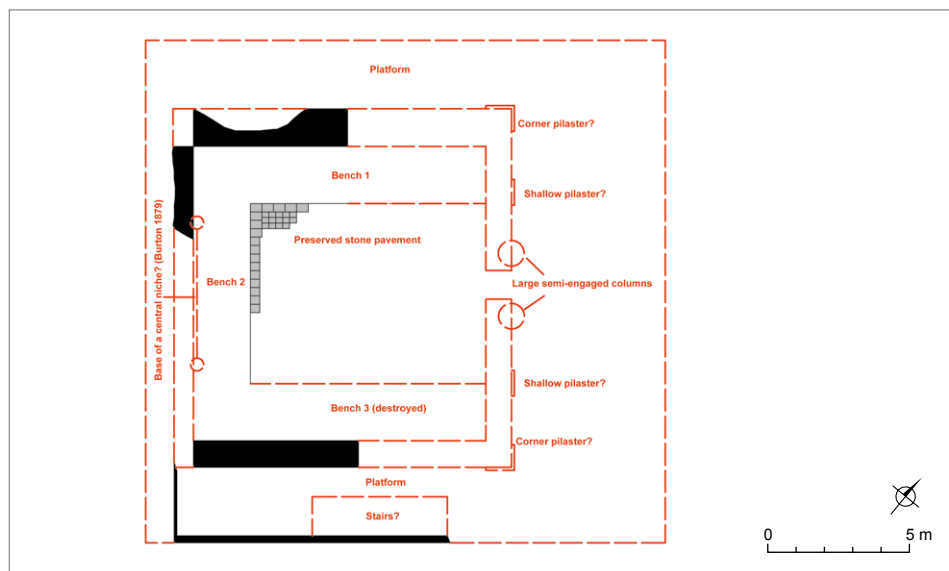 Platform
Corner pilaster?
Bench 1
Shallow pilaster?
Base of a central niche? (Burton 1879)
Preserved stone pavement
Bench 2
Large semi-engaged columns
Shallow pilaster?
Bench 3 (destroyed)
Corner pilaster?
Platform
Stairs?
0
5 m